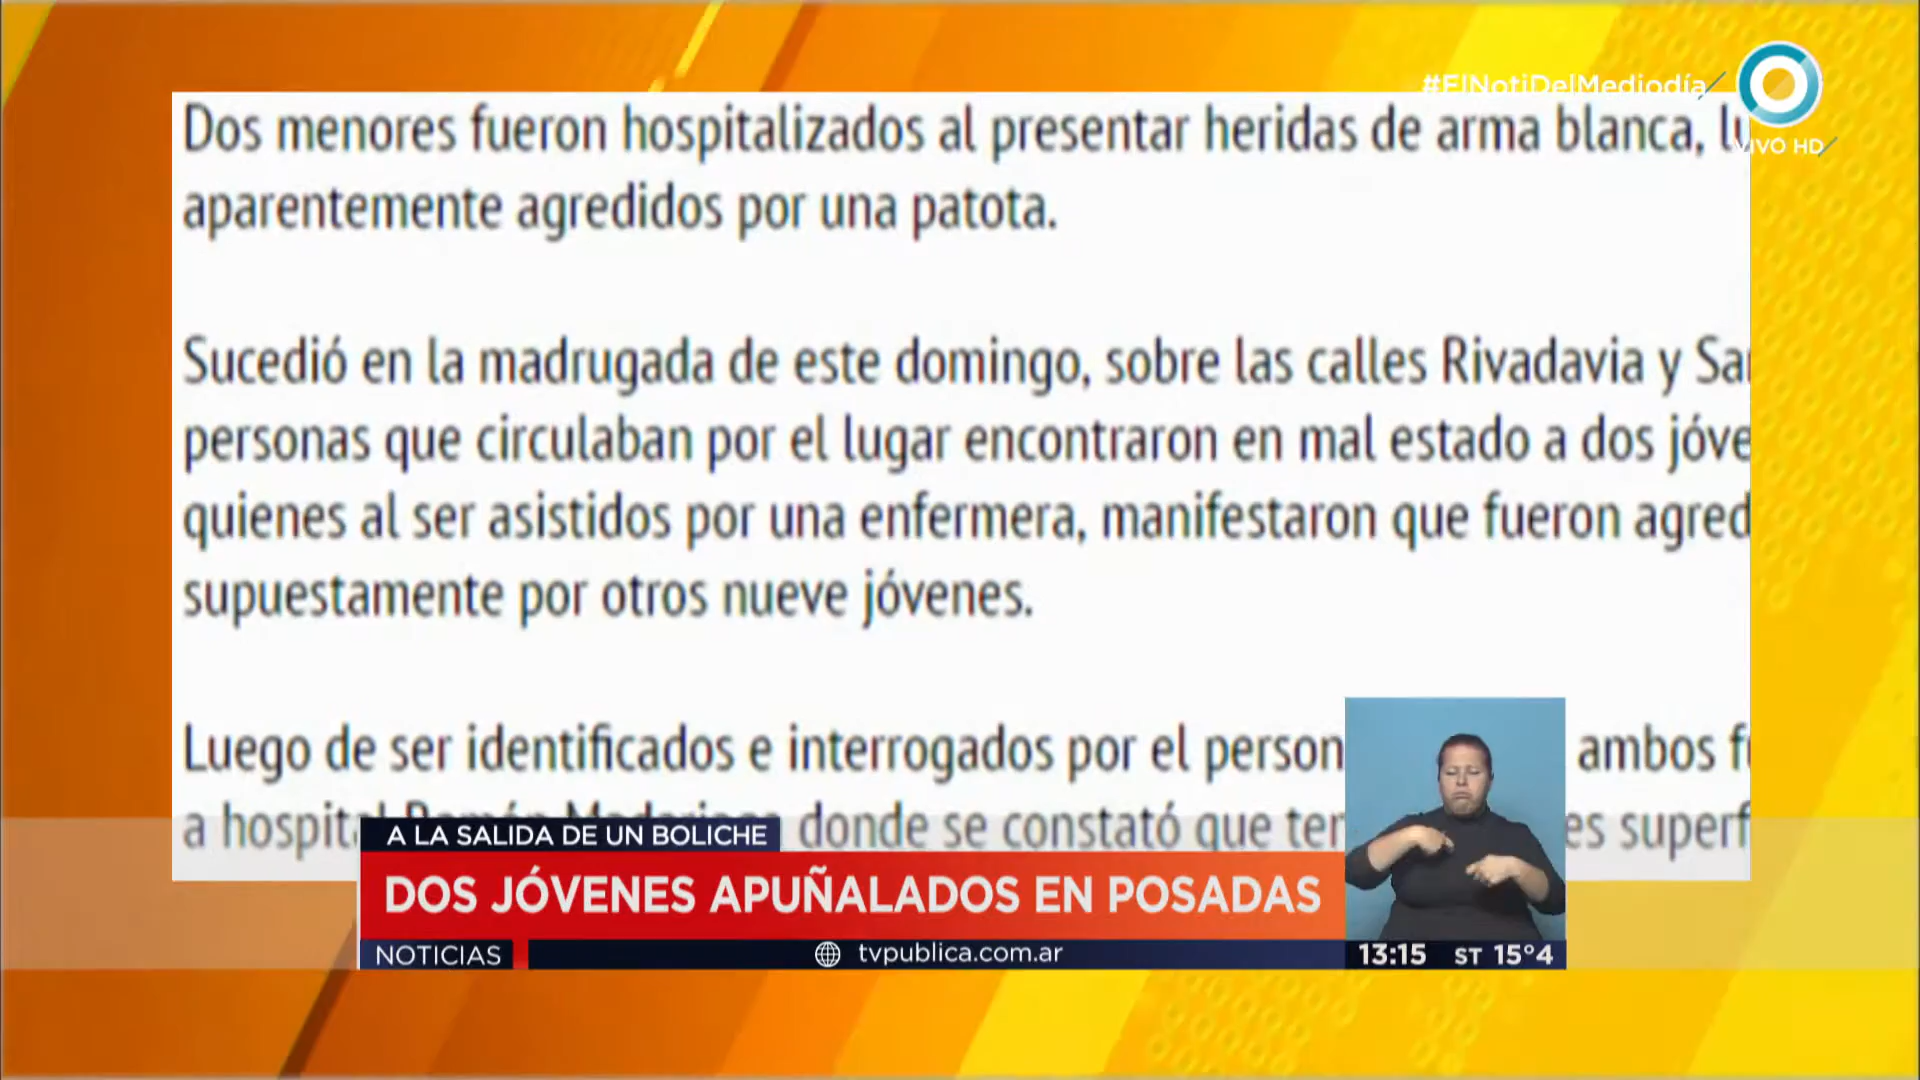 #ElNotiDelMediodía
VIVO HD
Dos menores fueron hospitalizados al presentar heridas de arma blanca,
aparentemente agredidos por una patota.
Sucedió en la madrugada de este domingo, sobre las calles Rivadavia y
personas que circulaban por el lugar encontraron en mal estado a dos
quienes al ser asistidos por una enfermera, manifestaron que fueron
supuestamente por otros nueve jóvenes.
Luego de ser identificados e interrogados por el ambos
a donde se constató que
A LA SALIDA DE UN BOLICHE
DOS JÓVENES APUÑALADOS EN POSADAS
NOTICIAS
tvpublica.com.ar
13:15 ST 15°4